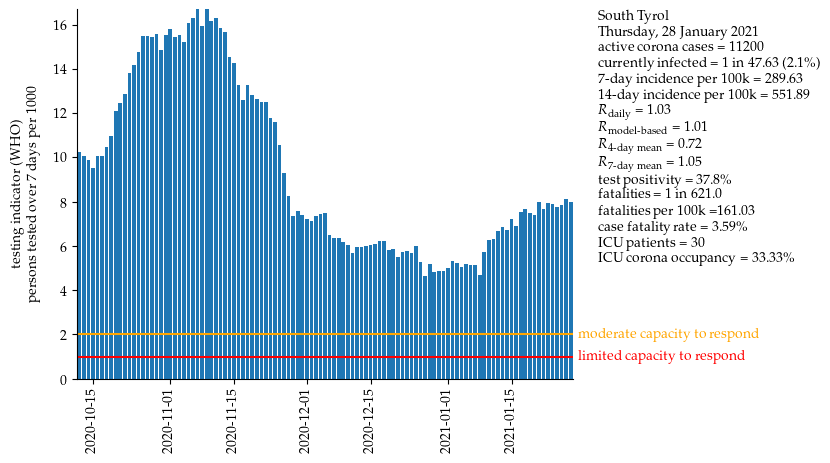 South Tyrol
Thursday, 28 January 2021
active corona cases = 11200
currently infected = 1 in 47.63 (2.1%)
7-day incidence per 100k = 289.63
14-day incidence per 100k = 551.89
R daily = 1.03
R model-based = 1.01
R 4-day mean = 0.72
R 7-day mean = 1.05
test positivity = 37.8%
fatalities = 1 in 621.0
fatalities per 100k =161.03
case fatality rate = 3.59%
ICU patients = 30
ICU corona occupancy = 33.33%
testing indicator (WHO)
persons tested over 7 days per 1000
16
14
12
10
8
6
4
2
0
moderate capacity to respond
limited capacity to respond
2020-10-15
2020-11-01
2020-11-15
2020-12-01
2020-12-15
2021-01-01
2021-01-15